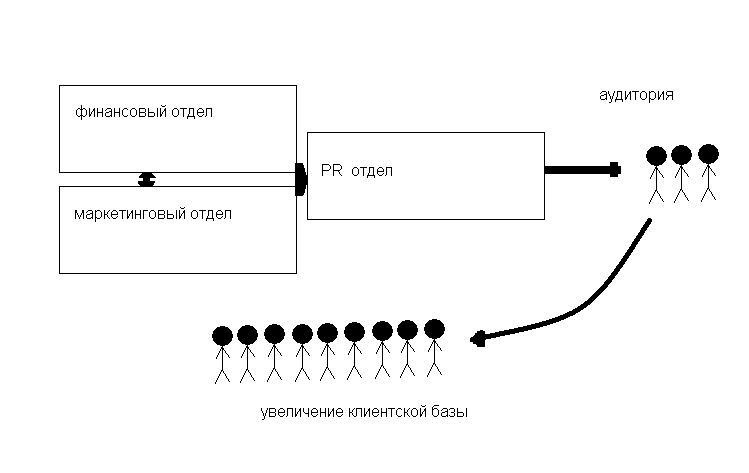 аудитория
финансовый отдел
PR отдел
маркетинговый отдел
увеличение клиентской базы